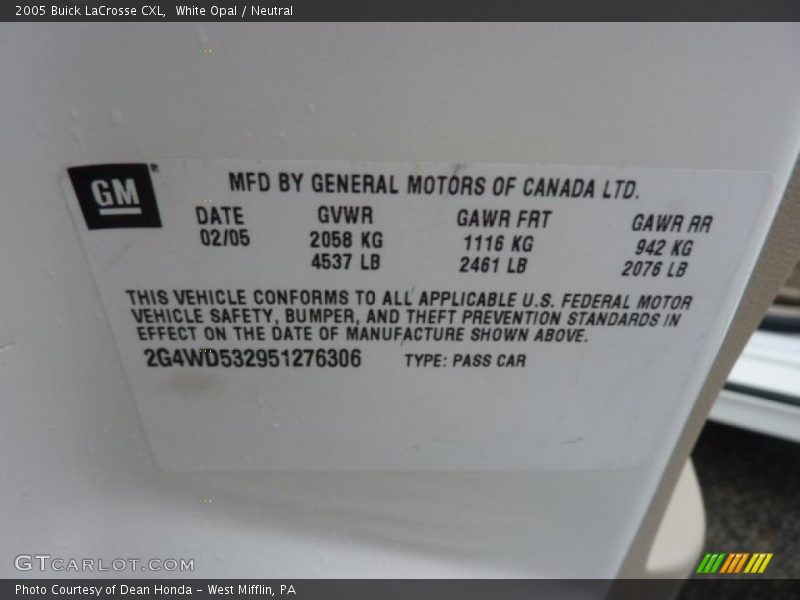 2005 Buick LaCrosse CXL, White Opal / Neutral
GM
MFD BY GENERAL MOTORS OF CANADA LTD.
DATE GVWR GAWR FRT GAWR RR
02/05 2058 KG 1116 KG 942 KG
4537 LB 2461 LB 2076 LB
THIS VEHICLE CONFORMS TO ALL APPLICABLE U.S. FEDERAL MOTOR
VEHICLE SAFETY, BUMPER, AND THEFT PREVENTION STANDARDS IN
EFFECT ON THE DATE OF MANUFACTURE SHOWN ABOVE.
2G4WD532951276306 TYPE: PASS CAR
GTCARLOT.COM
Photo Courtesy of Dean Honda - West Mifflin, PA